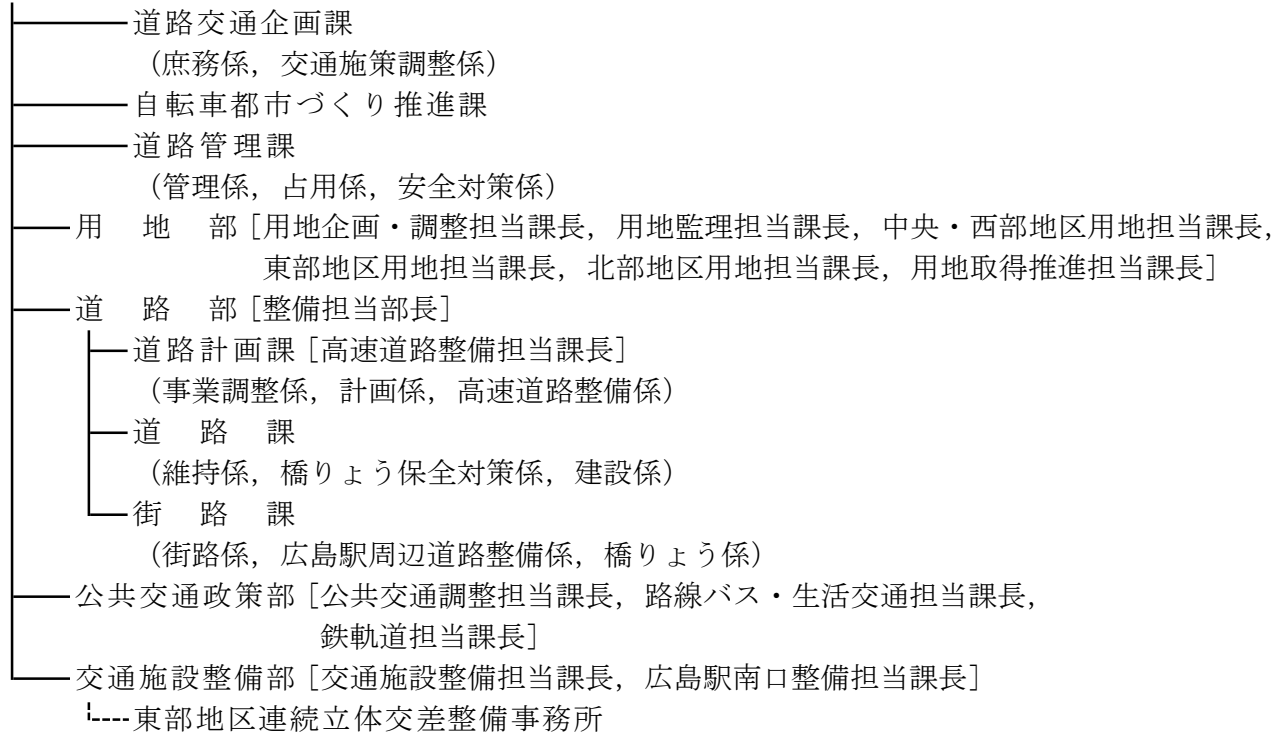 道路交通企画課
（庶務係，交通施策調整係）
自転車都市づくり推進課
道路管理課
（管理係，占用係，安全対策係）
用　地　部［用地企画・調整担当課長，用地監理担当課長，中央・西部地区用地担当課長，
東部地区用地担当課長，北部地区用地担当課長，用地取得推進担当課長］
道　路　部［整備担当部長］
道路計画課［高速道路整備担当課長］
（事業調整係，計画係，高速道路整備係）
道　路　課
（維持係，橋りょう保全対策係，建設係）
街　路　課
（街路係，広島駅周辺道路整備係，橋りょう係）
公共交通政策部［公共交通調整担当課長，路線バス・生活交通担当課長，
鉄軌道担当課長］
交通施設整備部［交通施設整備担当課長，広島駅南口整備担当課長］
東部地区連続立体交差整備事務所